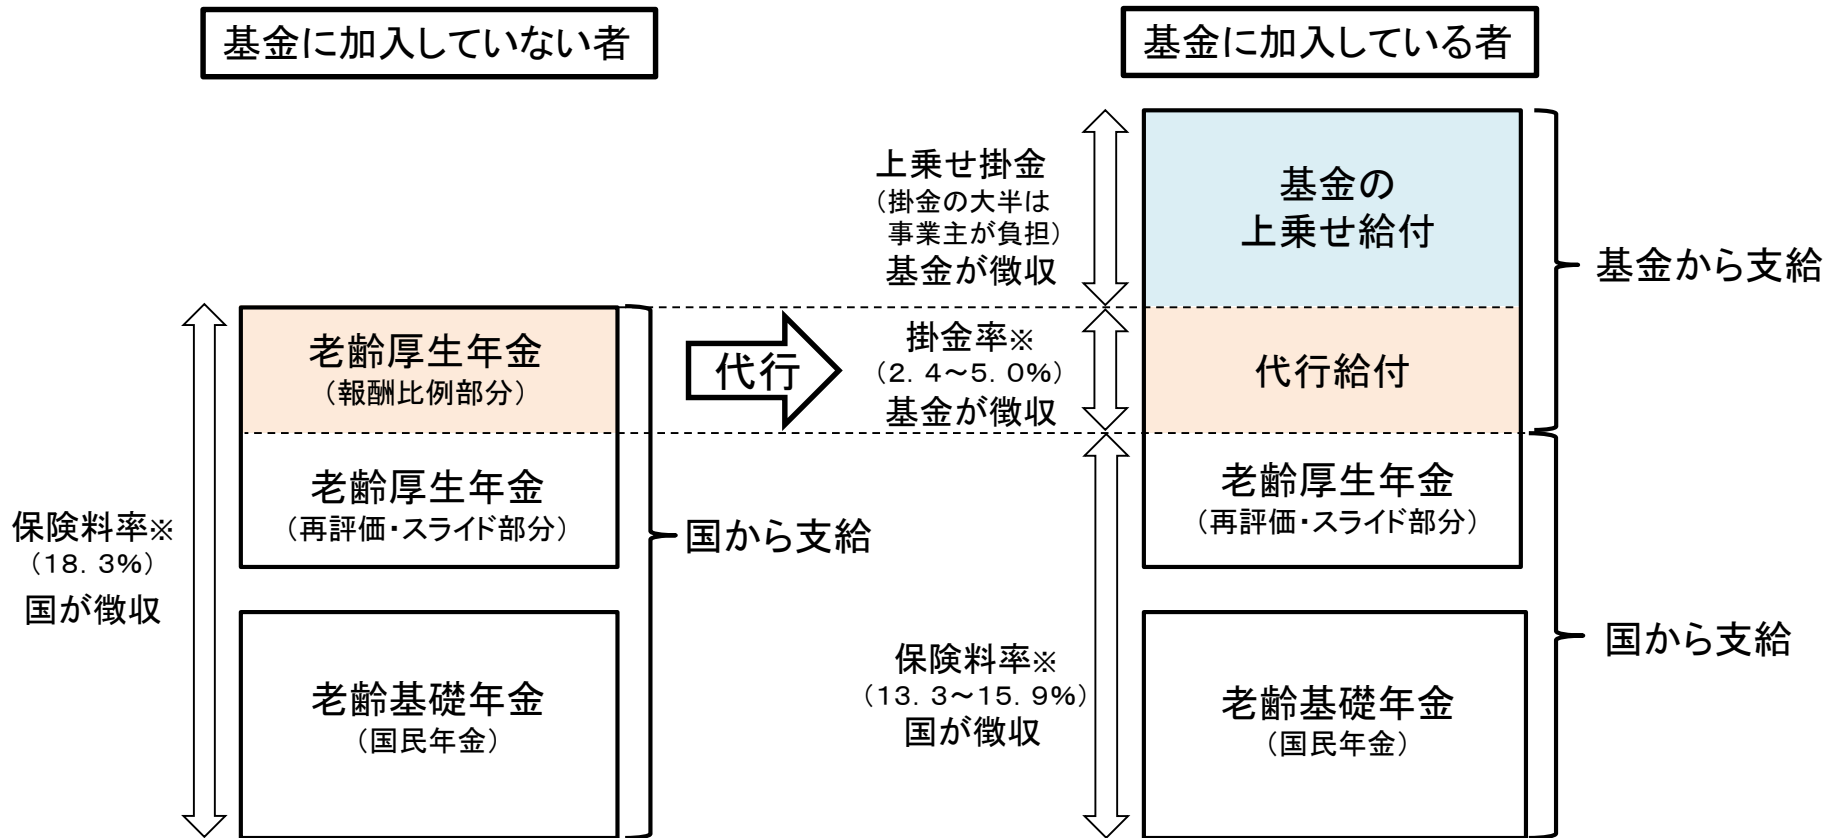 基金に加入していない者
保険料率※
（18．3%）
国が徴収
老齢厚生年金
（報酬比例部分）
老齢厚生年金
（再評価・スライド部分）
老齢基礎年金
（国民年金）
国から支給
代行
基金に加入している者
上乗せ掛金
（掛金の大半は
事業主が負担）
基金が徴収
掛金率※
（2．4～5．0%）
基金が徴収
保険料率※
（13．3～15．9%）
国が徴収
基金の
上乗せ給付
代行給付
老齢厚生年金
（再評価・スライド部分）
老齢基礎年金
（国民年金）
基金から支給
国から支給